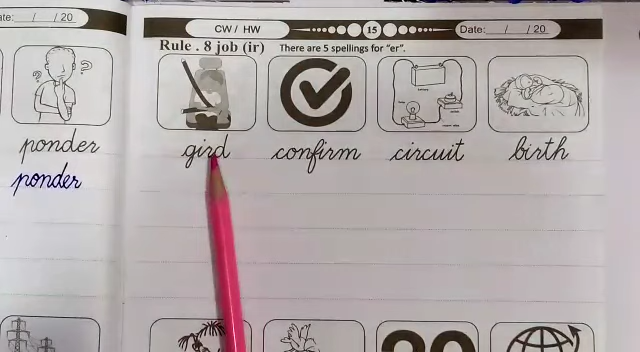 ate: / / 20
ponder
ponder
CW / HW
15
Date: / / 20
Rule . 8 job (ir) There are 5 spellings for "er".
gird confirm circuit birth